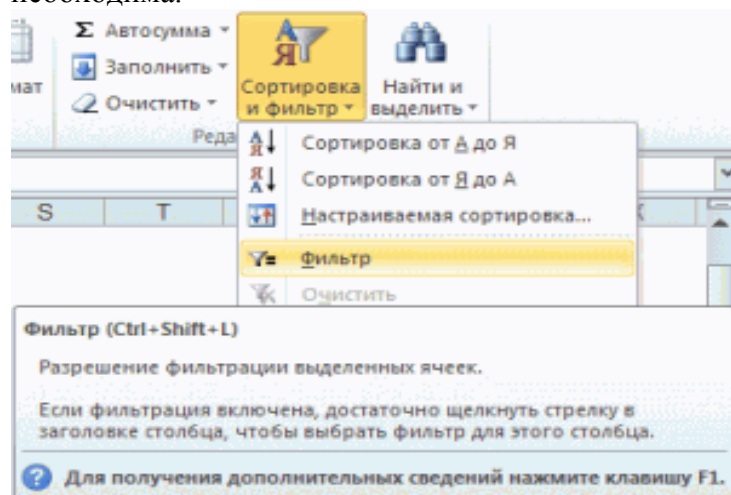 необходима.
Σ Автосумма
Заполнить
Очистить
мат
Сортировка
и фильтр
Найти и
выделить
Реда
Сортировка от А до Я
Сортировка от Я до А
Настраиваемая сортировка...
Фильтр
Очистить
S T
Фильтр (Ctrl+Shift+L)
Разрешение фильтрации выделенных ячеек.
Если фильтрация включена, достаточно щелкнуть стрелку в
заголовке столбца, чтобы выбрать фильтр для этого столбца.
Для получения дополнительных сведений нажмите клавишу F1.